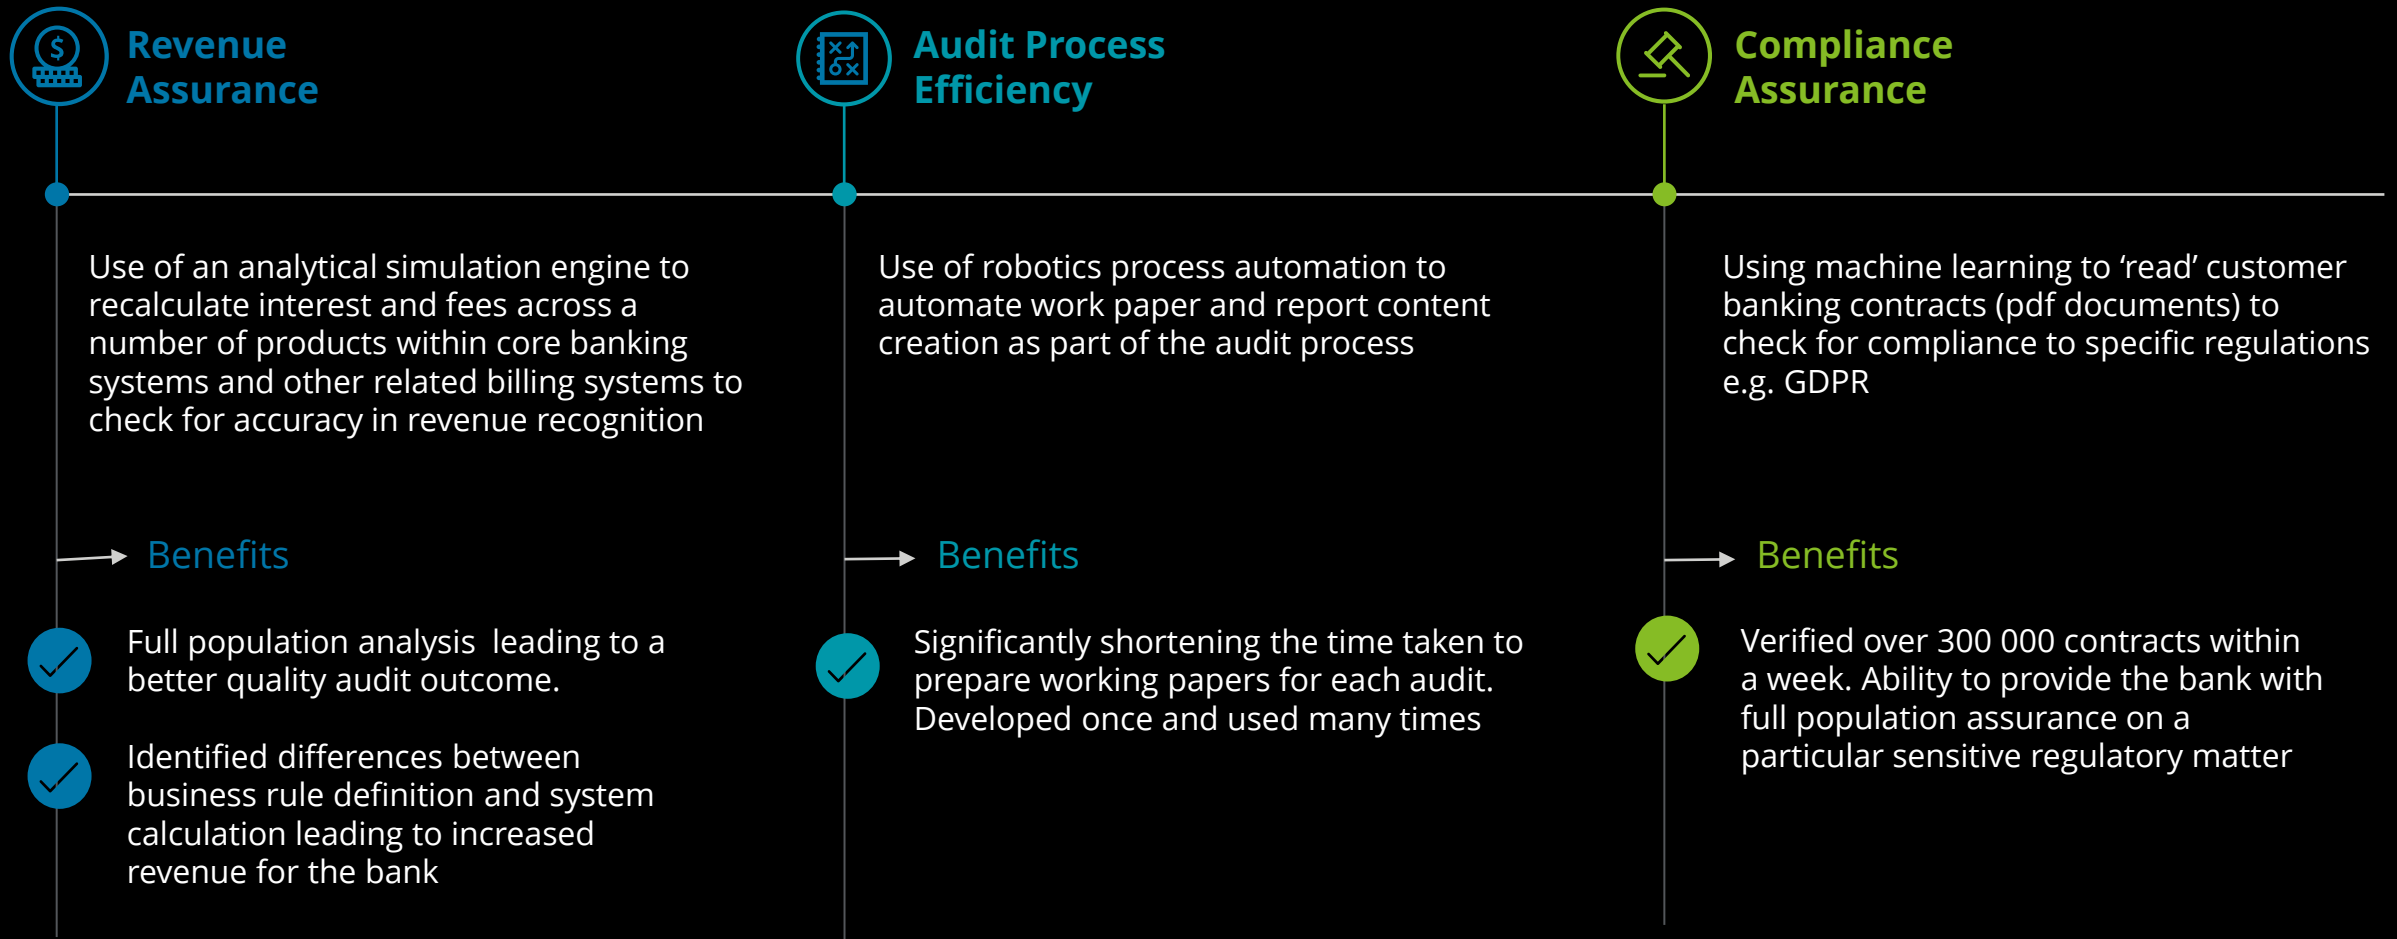 Revenue
Assurance
Use of an analytical simulation engine to
recalculate interest and fees across a
number of products within core banking
systems and other related billing systems to
check for accuracy in revenue recognition
Benefits
Full population analysis  leading to a
better quality audit outcome.
Identified differences between
business rule definition and system
calculation leading to increased
revenue for the bank
Audit Process
Efficiency
Use of robotics process automation to
automate work paper and report content
creation as part of the audit process
Benefits
Significantly shortening the time taken to
prepare working papers for each audit.
Developed once and used many times
Compliance
Assurance
Using machine learning to ‘read’ customer
banking contracts (pdf documents) to
check for compliance to specific regulations
e.g. GDPR
Benefits
Verified over 300 000 contracts within
a week. Ability to provide the bank with
full population assurance on a
particular sensitive regulatory matter